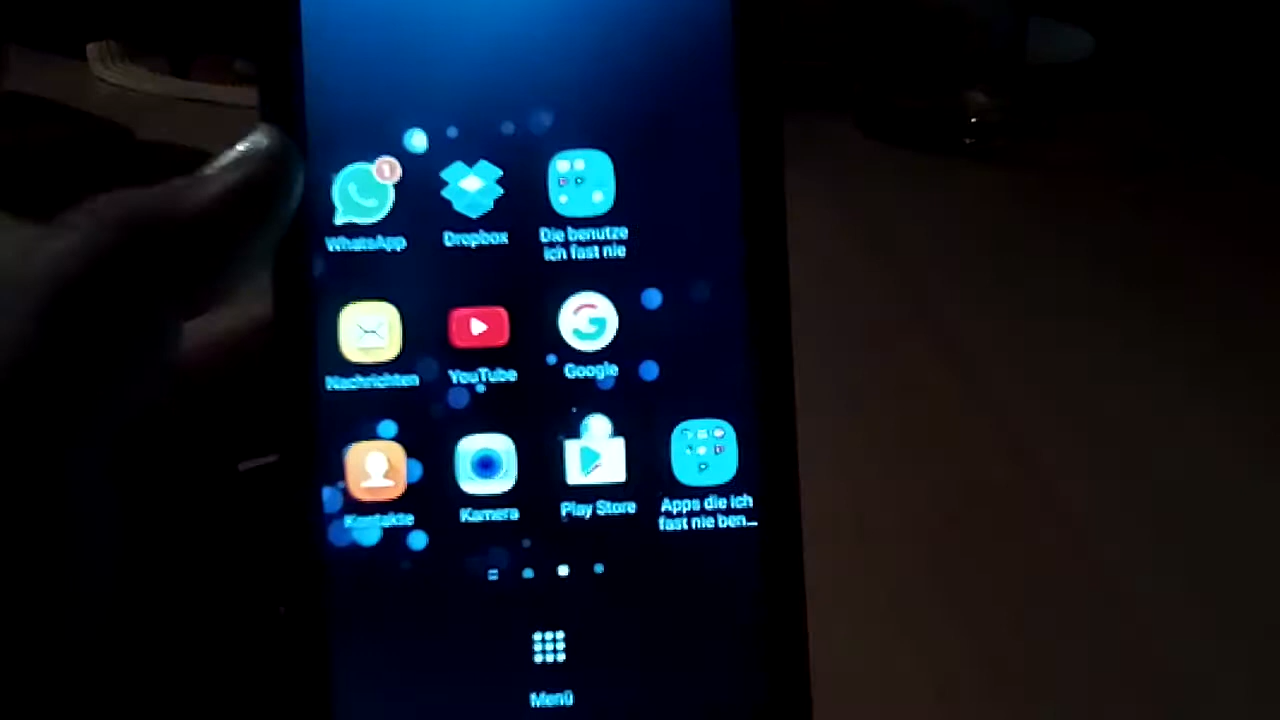 1
WhatsApp
Dropbox
Die benutze
ich fast nie
Nachrichten
YouTube
Google
Kontakte
Kamera
Play Store
Apps die ich
fast nie ben...
Menü